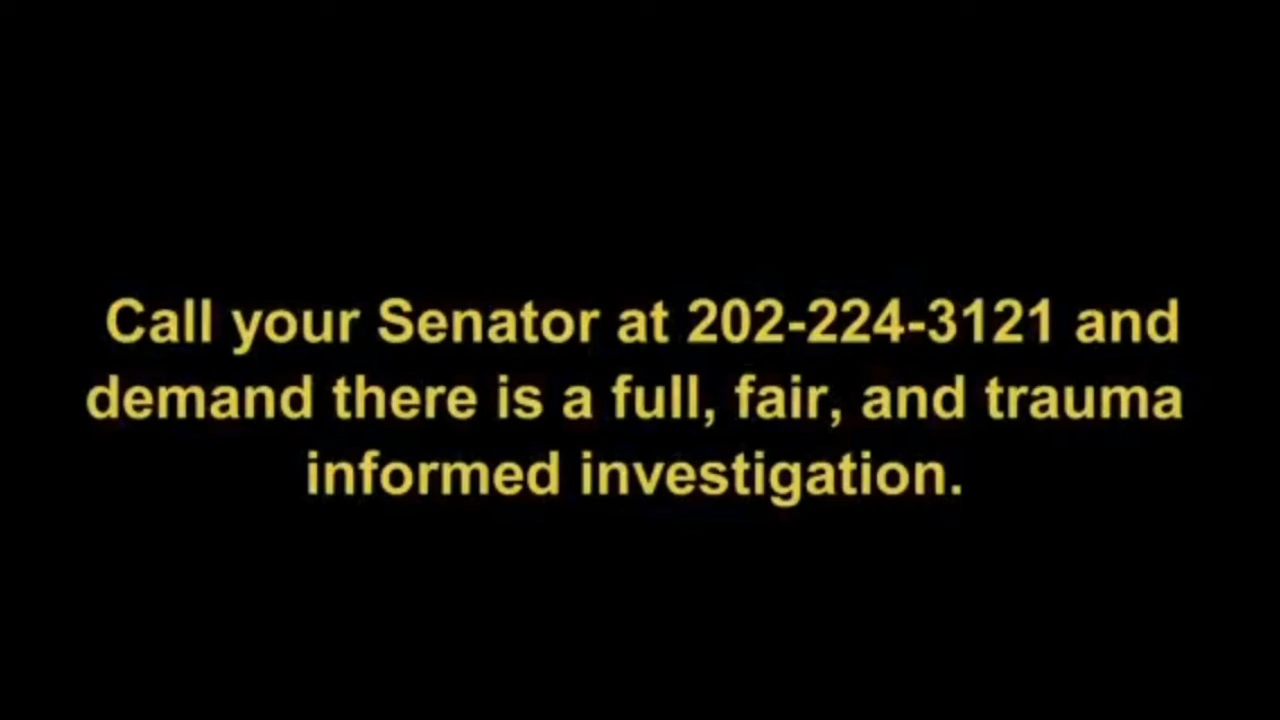 Call your Senator at 202-224-3121 and
demand there is a full, fair, and trauma
informed investigation.